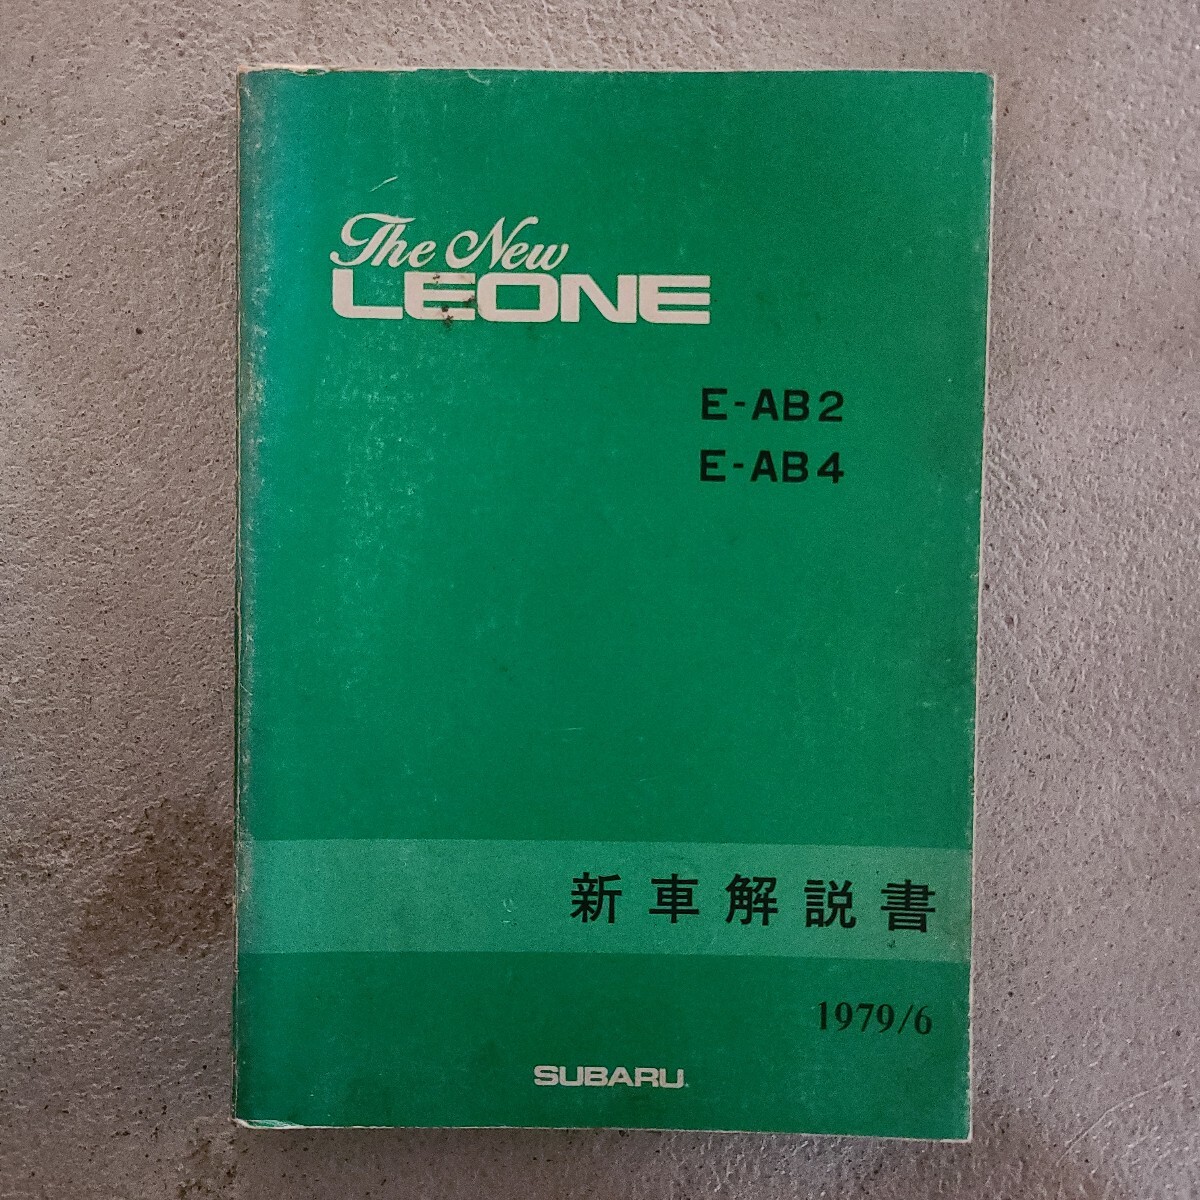 The New
LEONE
E-AB2
E-AB4
新車解説書
1979/6
SUBARU